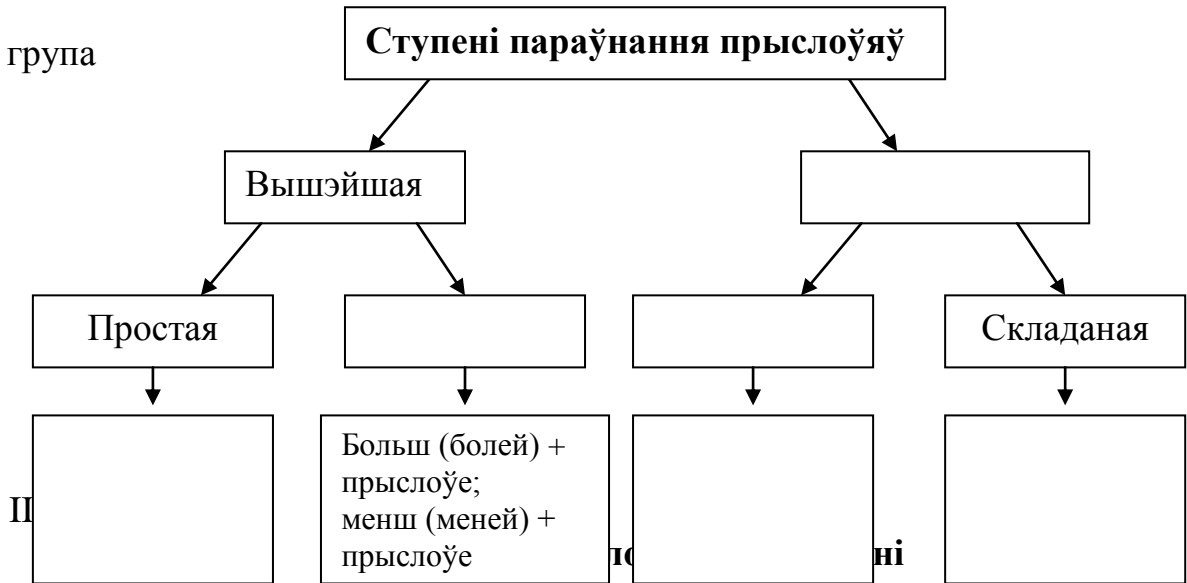 група
Ступені параўнання прыслоўяў
Вышэйшая
Простая
Складаная
Больш (болей) +
прыслоўе;
менш (меней) +
прыслоўе